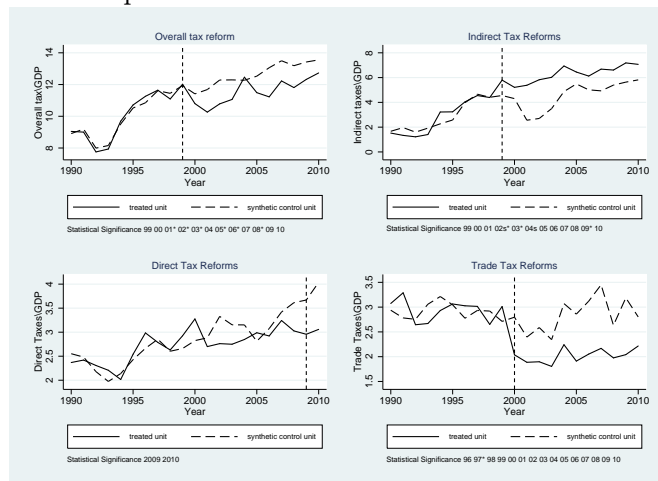 Overall tax reform
Overall tax\GDP
14
12
10
8
1990 1995 2000 2005 2010
Year
treated unit synthetic control unit
Statistical Significance 99 00 01* 02* 03* 04 05* 06* 07 08* 09 10
Indirect Tax Reforms
Indirect taxes\GDP
8
6
4
2
0
1990 1995 2000 2005 2010
Year
treated unit synthetic control unit
Statistical Significance 99 00 01 02s* 03* 04s 05 06 07 08 09* 10
Direct Tax Reforms
Direct Taxes\GDP
4
3.5
3
2.5
2
1990 1995 2000 2005 2010
Year
treated unit synthetic control unit
Statistical Significance 2009 2010
Trade Tax Reforms
Trade Taxes\GDP
3.5
3
2.5
2
1.5
1990 1995 2000 2005 2010
Year
treated unit synthetic control unit
Statistical Significance 96 97* 98 99 00 01 02 03 04 05 06 07 08 09 10